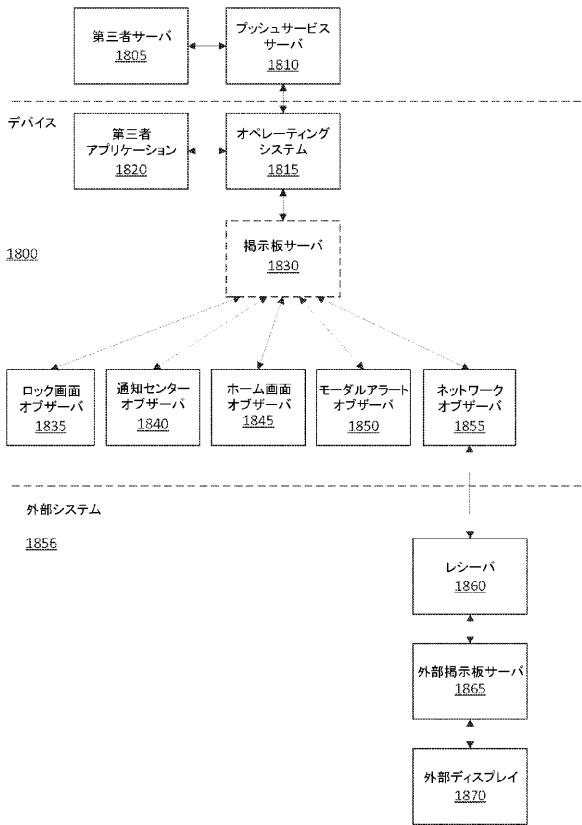 第三者サーバ
1805
プッシュサービス
サーバ
1810
デバイス
第三者
アプリケーション
1820
オペレーティング
システム
1815
1800
掲示板サーバ
1830
ロック画面
オブザーバ
1835
通知センター
オブザーバ
1840
ホーム画面
オブザーバ
1845
モーダルアラート
オブザーバ
1850
ネットワーク
オブザーバ
1855
外部システム
1856
レシーバ
1860
外部掲示板サーバ
1865
外部ディスプレイ
1870